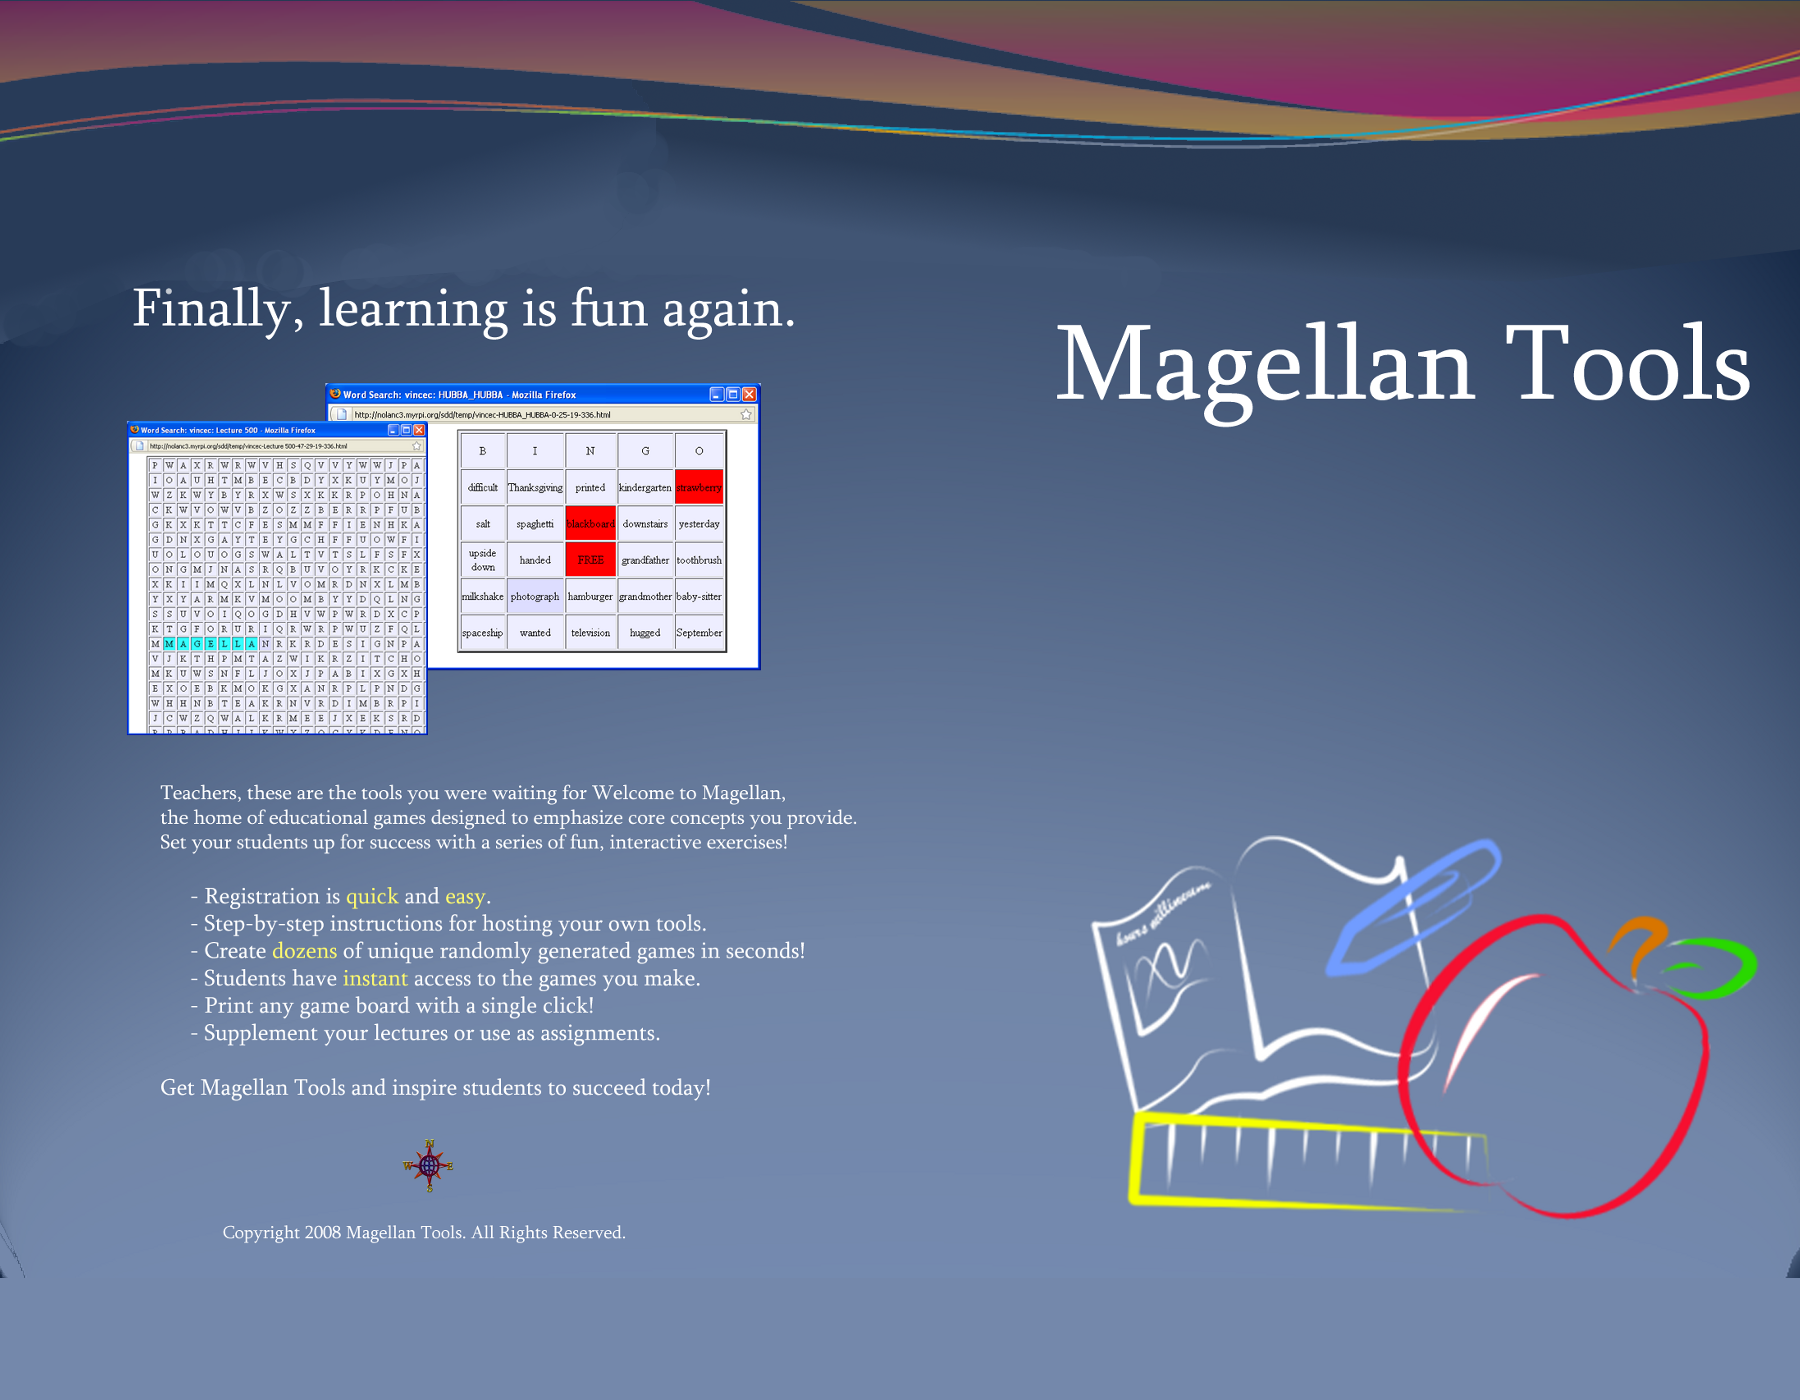 Finally, learning is fun again.
Magellan Tools
Word Search: vincec: HUBBA_HUBBA - Mozilla Firefox
http://nolanc3.myrpi.org/sdd/temp/vincec-HUBBA_HUBBA-0-25-19-336.html
B I N G O
difficult Thanksgiving printed kindergarten strawberry
salt spaghetti blackboard downstairs yesterday
upside down handed FREE grandfather toothbrush
milkshake photograph hamburger grandmother baby-sitter
spaceship wanted television hugged September
Word Search: vincec: Lecture 500 - Mozilla Firefox
http://nolanc3.myrpi.org/sdd/temp/vincec-Lecture 500-47-29-19-336.html
P W A X R W R W V H S Q V V Y W W J P A
I O A U H T M B E C B D Y X K U Y M O J
W Z K W Y B Y R X W S X K K R P O H N A
C K W V O W V B Z O Z Z B E R R P F U B
G K X K T T C F E S M M F F I E N H K A
G D N X G A Y T E Y G C H F F U O W F I
U O L O U O G S W A L T V T S L F S F X
O N G M J N A S R Q B U V O Y R K C K E
X K I I M Q X L N L V O M R D N X L M B
Y X Y A R M K V M O O M B Y Y D Q L N G
S S U V O I Q O G D H V W P W R D X C P
K T G F O R U R I Q R W R P W U Z F Q L
M M A G E L L A N R K R D E S I G N P A
V J K T H P M T A Z W I K R Z I T C H O
M K U W S N F L J O X J P A B I X G X H
E X O E B K M O K G X A N R P L P N D G
W H H N B T E A K R N V R D I M B R P I
J C W Z Q W A L K R M E E J X E K S R D
Teachers, these are the tools you were waiting for Welcome to Magellan,
the home of educational games designed to emphasize core concepts you provide.
Set your students up for success with a series of fun, interactive exercises!
- Registration is quick and easy.
- Step-by-step instructions for hosting your own tools.
- Create dozens of unique randomly generated games in seconds!
- Students have instant access to the games you make.
- Print any game board with a single click!
- Supplement your lectures or use as assignments.
Get Magellan Tools and inspire students to succeed today!
N
W E
S
Copyright 2008 Magellan Tools. All Rights Reserved.